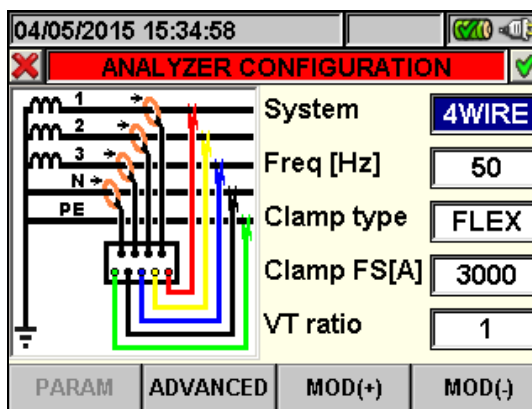 04/05/2015 15:34:58
ANALYZER CONFIGURATION
1
2
3
N
PE
System 4WIRE
Freq [Hz] 50
Clamp type FLEX
Clamp FS[A] 3000
VT ratio 1
PARAM ADVANCED MOD(+) MOD(-)